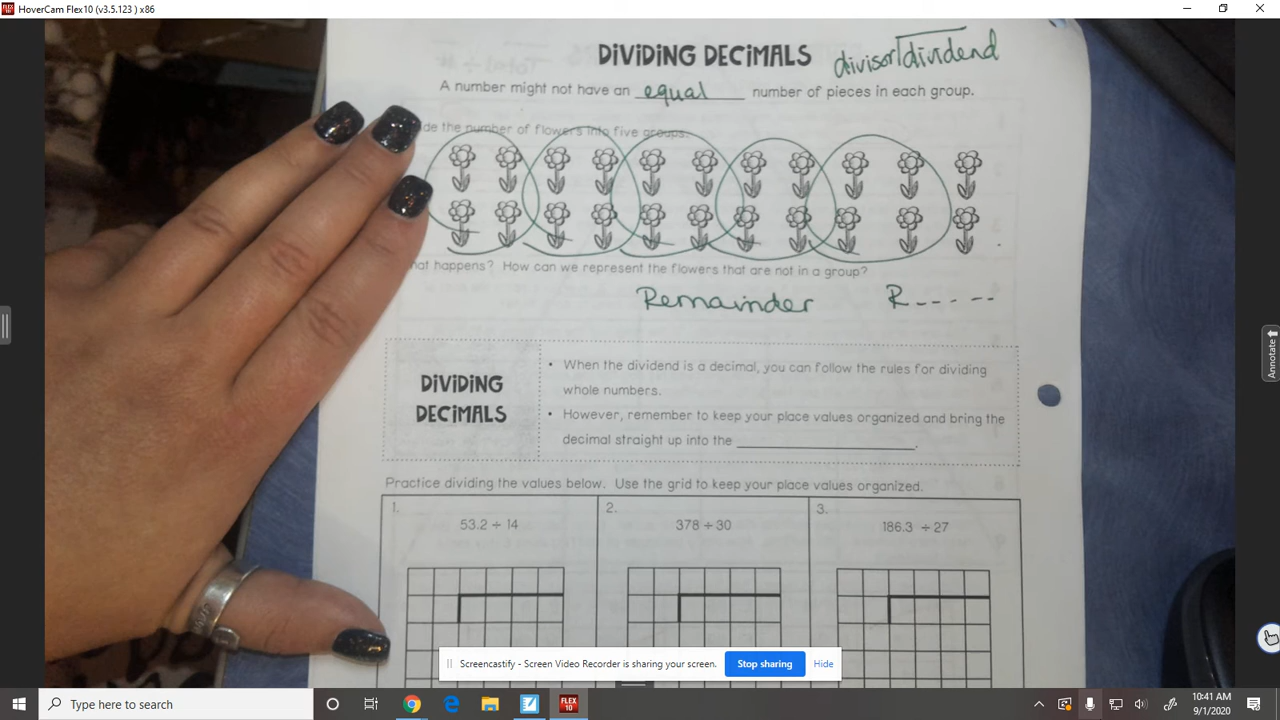 HoverCam Flex10 (v3.5.123 ) x86
DIVIDING DECIMALS
divisor dividend
A number might not have an equal number of pieces in each group.
de the number of flowers into five groups.
at happens? How can we represent the flowers that are not in a group?
Remainder R-----
DIVIDING DECIMALS
• When the dividend is a decimal, you can follow the rules for dividing
whole numbers.
• However, remember to keep your place values organized and bring the
decimal straight up into the ____________________.
Practice dividing the values below. Use the grid to keep your place values organized.
1. 2. 3.
53.2 ÷ 14 378 ÷ 30 186.3 ÷ 27
Annotate
Screencastify - Screen Video Recorder is sharing your screen. Stop sharing Hide
FLEX 10
Type here to search
10:41 AM
9/1/2020